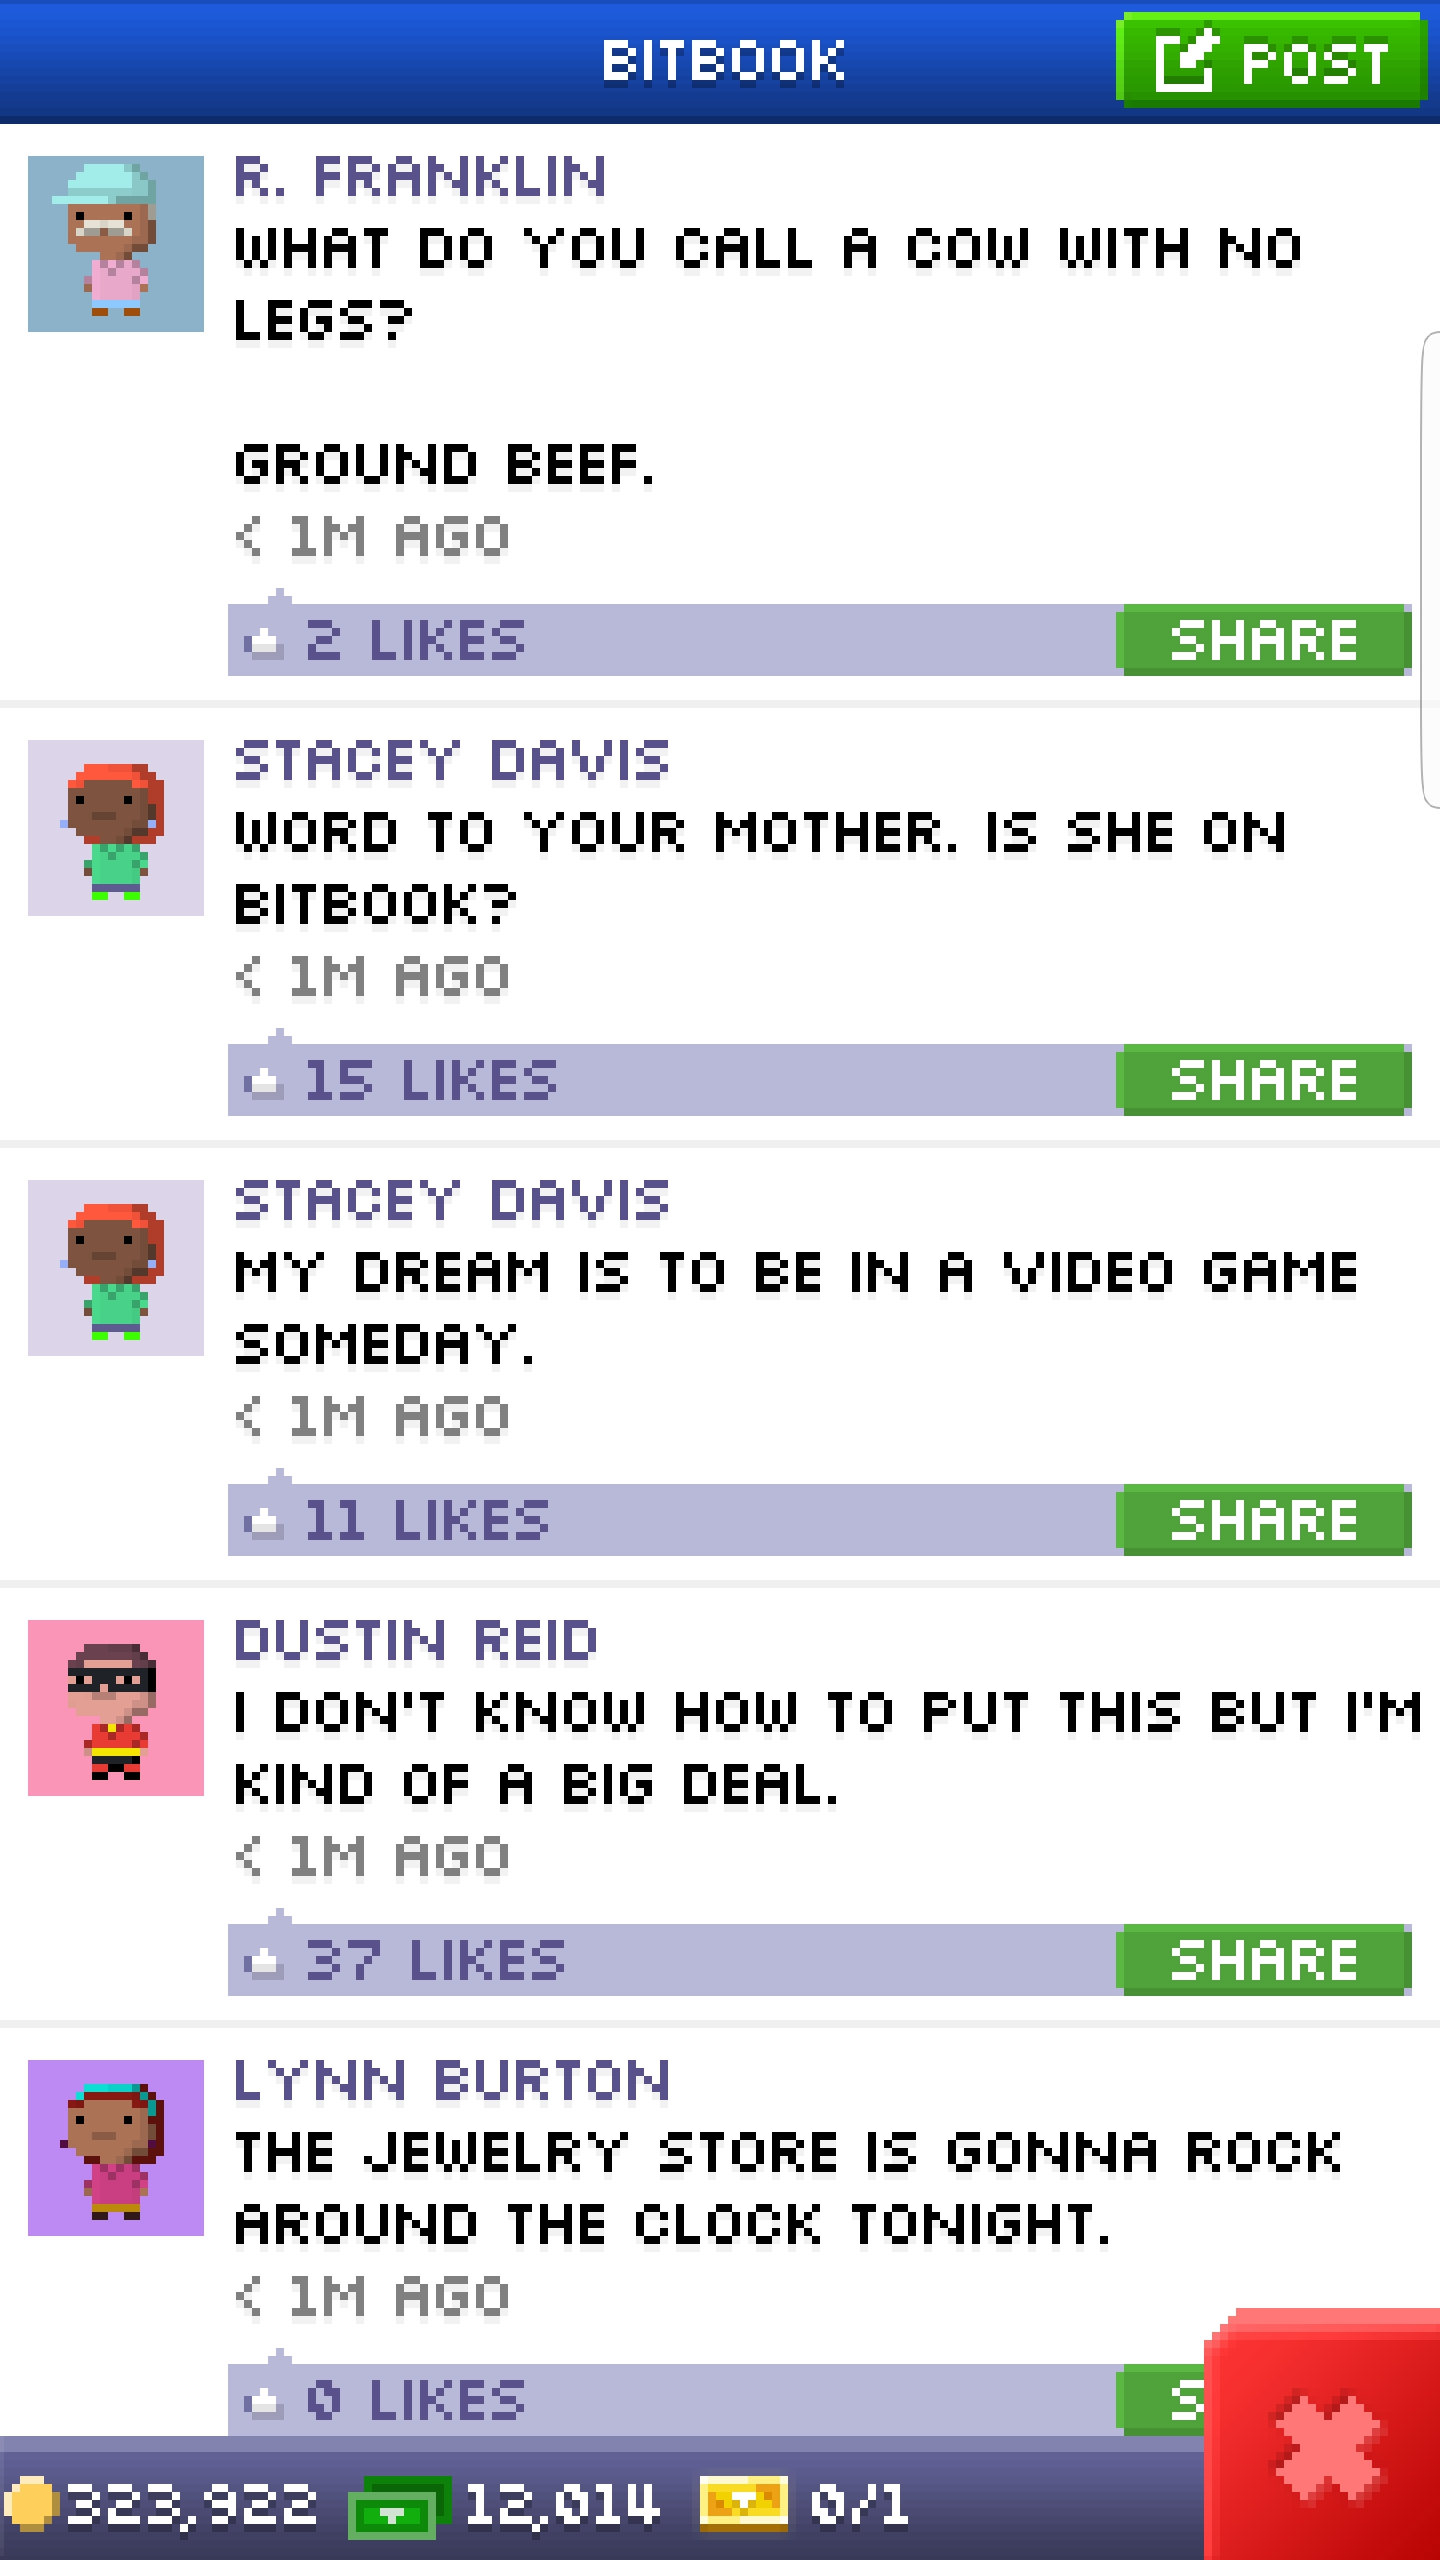 BITBOOK
POST
R. FRANKLIN
WHAT DO YOU CALL A COW WITH NO
LEGS?
GROUND BEEF.
< 1M AGO
2 LIKES
SHARE
STACEY DAVIS
WORD TO YOUR MOTHER. IS SHE ON
BITBOOK?
< 1M AGO
15 LIKES
SHARE
STACEY DAVIS
MY DREAM IS TO BE IN A VIDEO GAME
SOMEDAY.
< 1M AGO
11 LIKES
SHARE
DUSTIN REID
I DON'T KNOW HOW TO PUT THIS BUT I'M
KIND OF A BIG DEAL.
< 1M AGO
37 LIKES
SHARE
LYNN BURTON
THE JEWELRY STORE IS GONNA ROCK
AROUND THE CLOCK TONIGHT.
< 1M AGO
0 LIKES
323,922 12,014 0/1